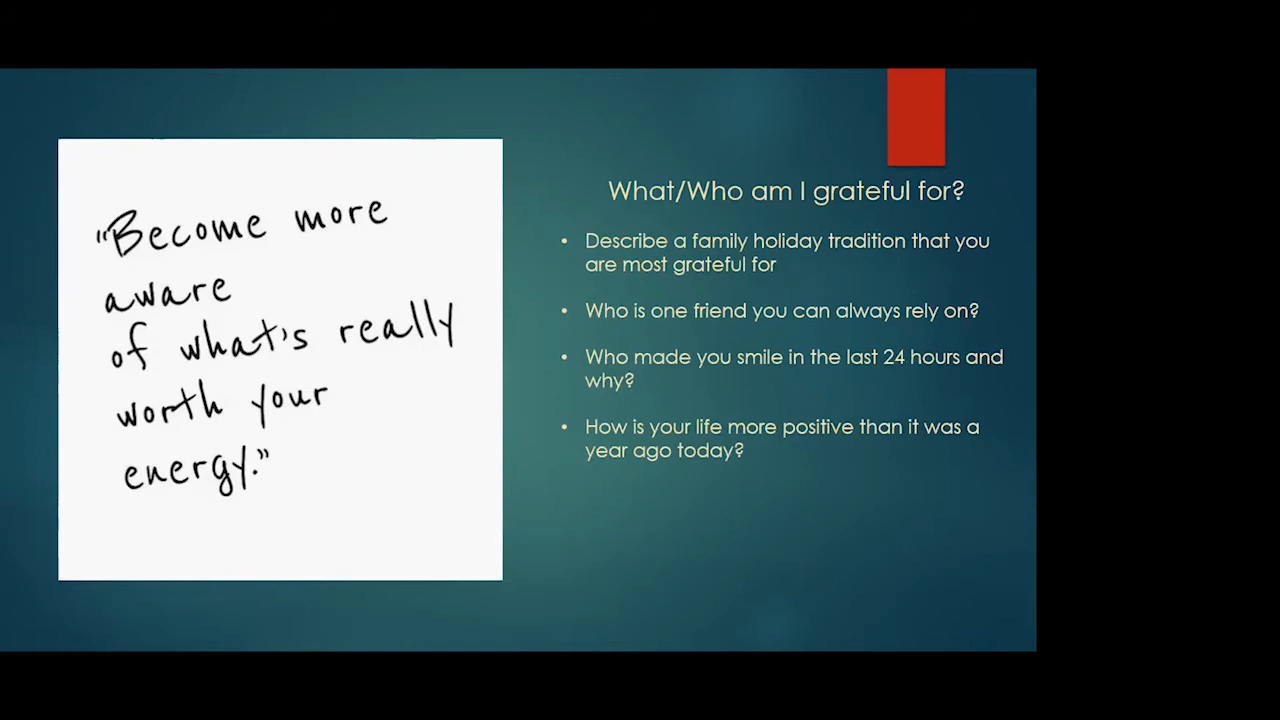 "Become more
aware
of what's really
worth your
energy."
What/Who am I grateful for?
• Describe a family holiday tradition that you
are most grateful for
• Who is one friend you can always rely on?
• Who made you smile in the last 24 hours and
why?
• How is your life more positive than it was a
year ago today?